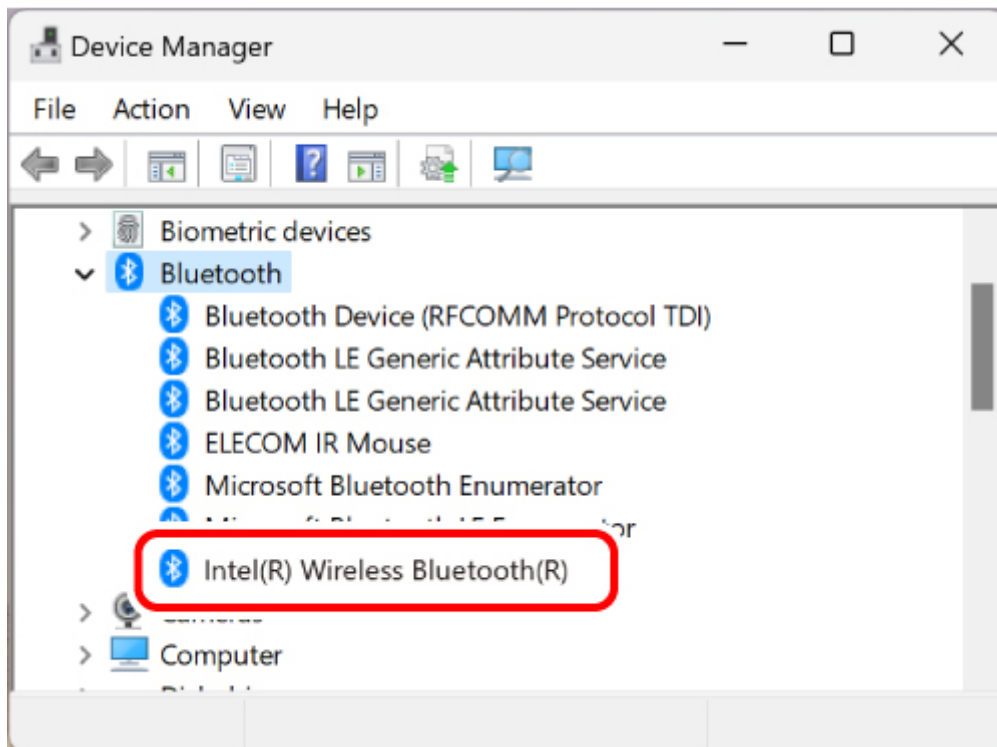 Device Manager
File Action View Help
Biometric devices
Bluetooth
Bluetooth Device (RFCOMM Protocol TDI)
Bluetooth LE Generic Attribute Service
Bluetooth LE Generic Attribute Service
ELECOM IR Mouse
Microsoft Bluetooth Enumerator
Intel(R) Wireless Bluetooth(R)
Computer